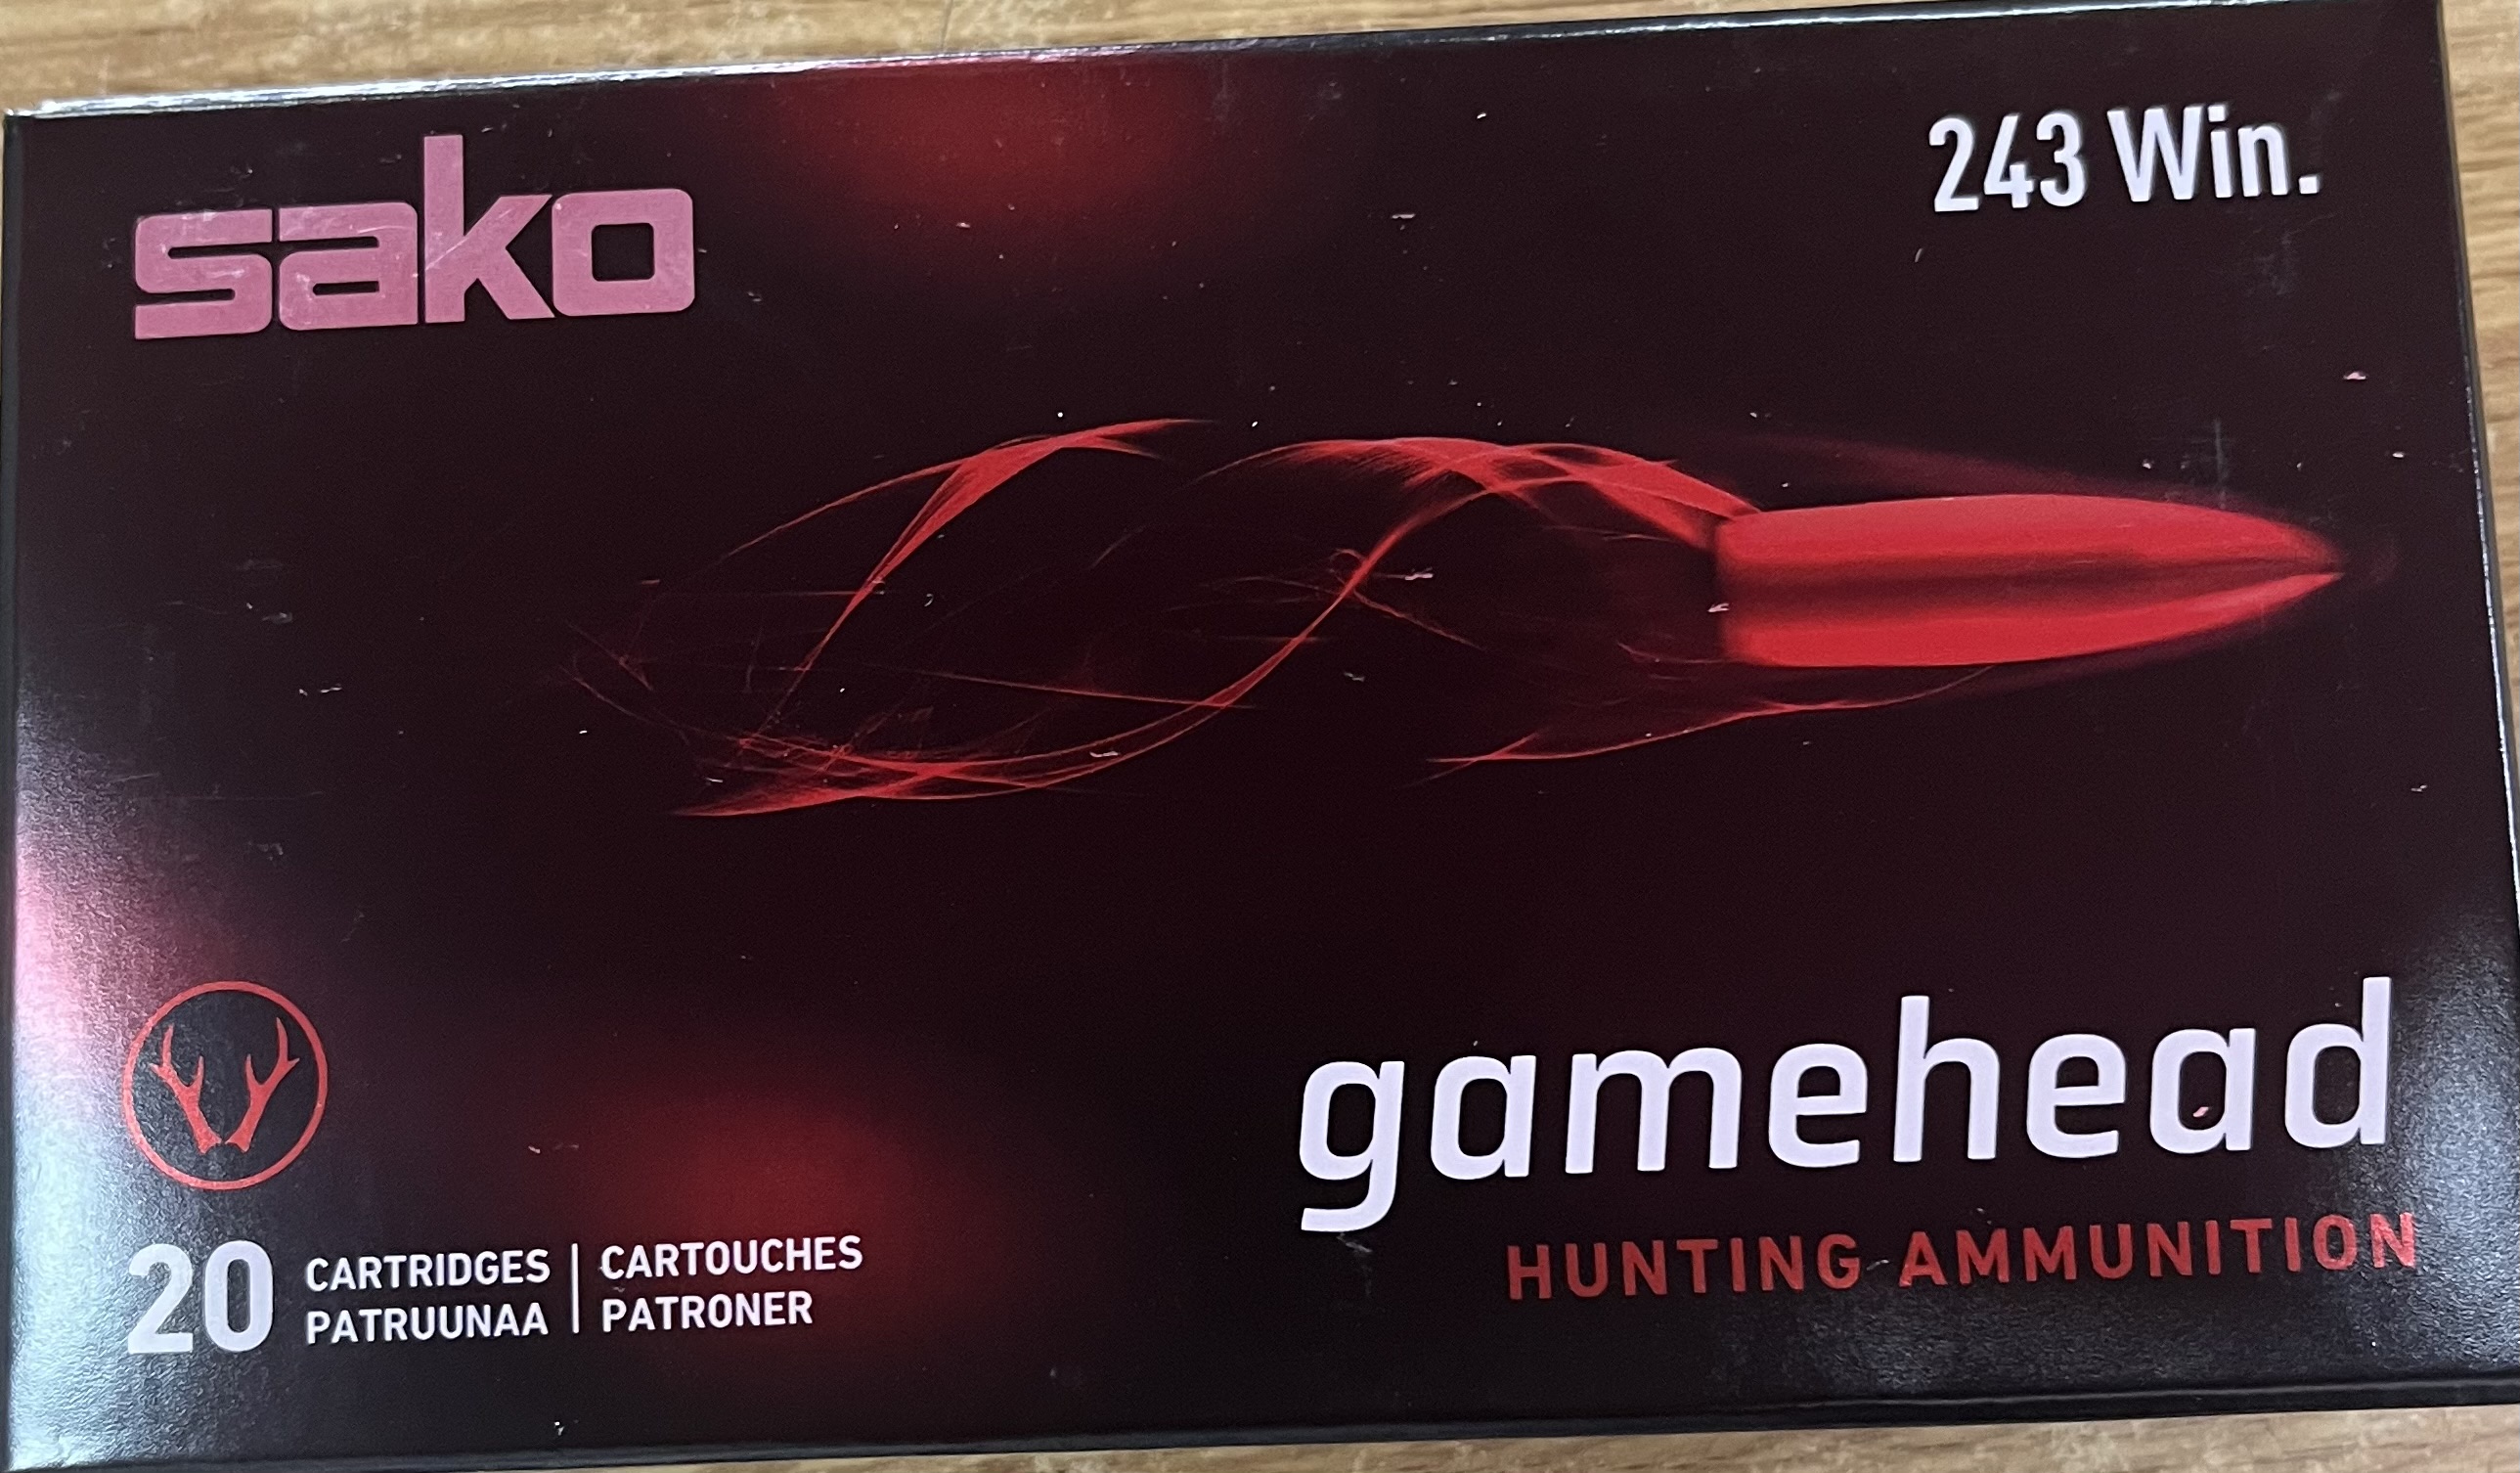 sako
243 Win.
gamehead
HUNTING AMMUNITION
20
CARTRIDGES | CARTOUCHES
PATRUUNAA | PATRONER